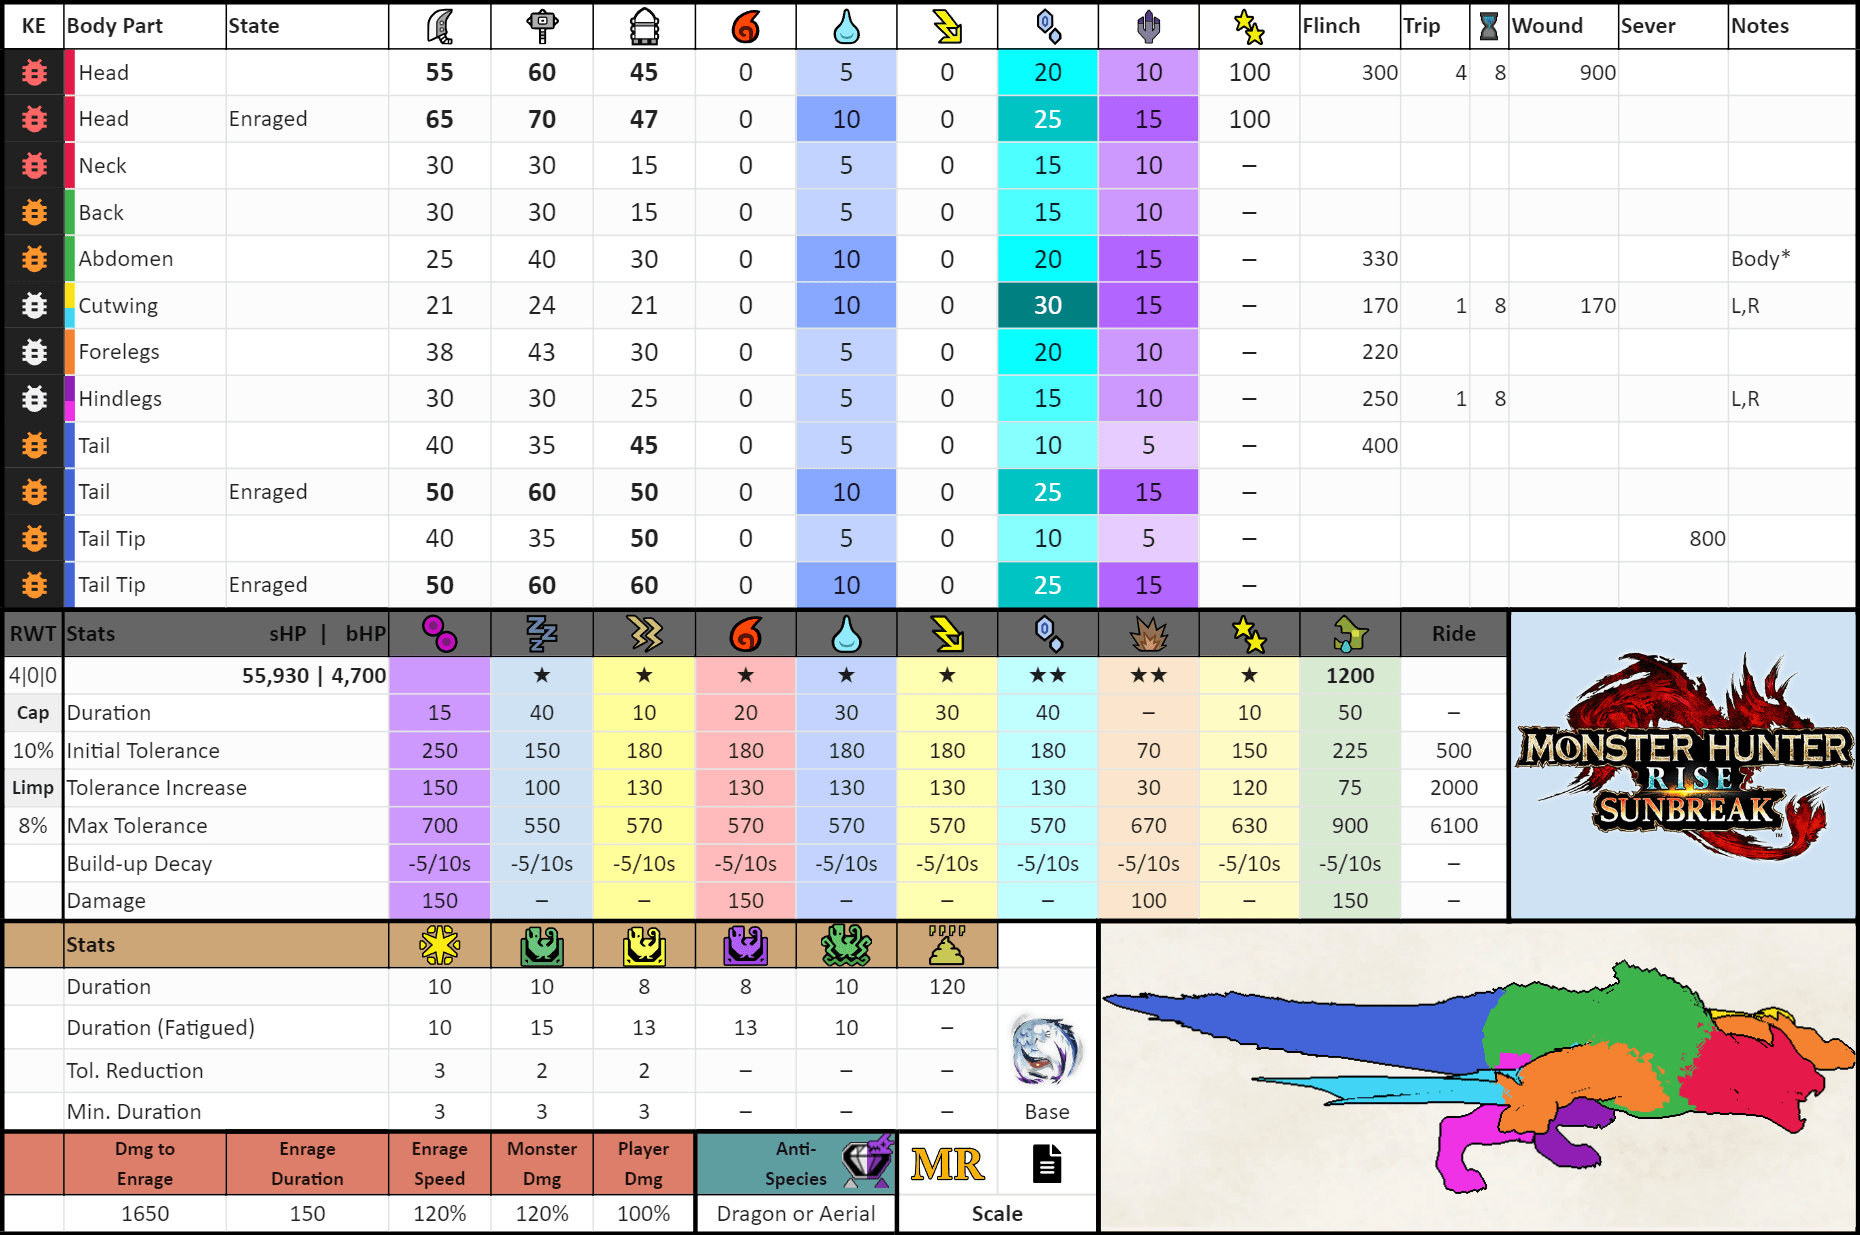 KE Body Part State Flinch Trip Wound Sever Notes
Head 55 60 45 0 5 0 20 10 100 300 4 8 900
Head Enraged 65 70 47 0 10 0 25 15 100
Neck 30 30 15 0 5 0 15 10 –
Back 30 30 15 0 5 0 15 10 –
Abdomen 25 40 30 0 10 0 20 15 – 330 Body*
Cutwing 21 24 21 0 10 0 30 15 – 170 1 8 170 L,R
Forelegs 38 43 30 0 5 0 20 10 – 220
Hindlegs 30 30 25 0 5 0 15 10 – 250 1 8 L,R
Tail 40 35 45 0 5 0 10 5 – 400
Tail Enraged 50 60 50 0 10 0 25 15 –
Tail Tip 40 35 50 0 5 0 10 5 – 800
Tail Tip Enraged 50 60 60 0 10 0 25 15 –
RWT Stats sHP | bHP Ride
4|0|0 55,930 | 4,700 ★ ★ ★ ★ ★ ★★ ★★ ★ 1200
Cap Duration 15 40 10 20 30 30 40 – 10 50 –
10% Initial Tolerance 250 150 180 180 180 180 180 70 150 225 500
Limp Tolerance Increase 150 100 130 130 130 130 130 30 120 75 2000
8% Max Tolerance 700 550 570 570 570 570 570 670 630 900 6100
Build-up Decay -5/10s -5/10s -5/10s -5/10s -5/10s -5/10s -5/10s -5/10s -5/10s -5/10s –
Damage 150 – – 150 – – – 100 – 150 –
MONSTER HUNTER
RISE
SUNBREAK
TM
Stats
Duration 10 10 8 8 10 120
Duration (Fatigued) 10 15 13 13 10 –
Tol. Reduction 3 2 2 – – –
Min. Duration 3 3 3 – – – Base
Dmg to Enrage Enrage Monster Player Anti-
Enrage Duration Speed Dmg Dmg Species MR
1650 150 120% 120% 100% Dragon or Aerial Scale